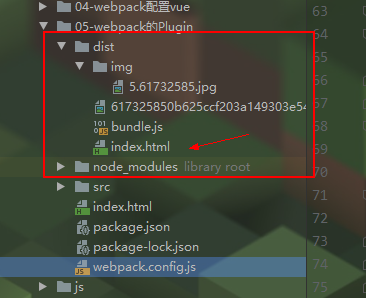 04-webpack配置vue
05-webpack的Plugin
dist
img
5.61732585.jpg
617325850b625ccf203a149303e54
bundle.js
index.html
node_modules library root
src
index.html
package.json
package-lock.json
webpack.config.js
js
63
64
65
66
67
68
69
70
71
72
73
74
75